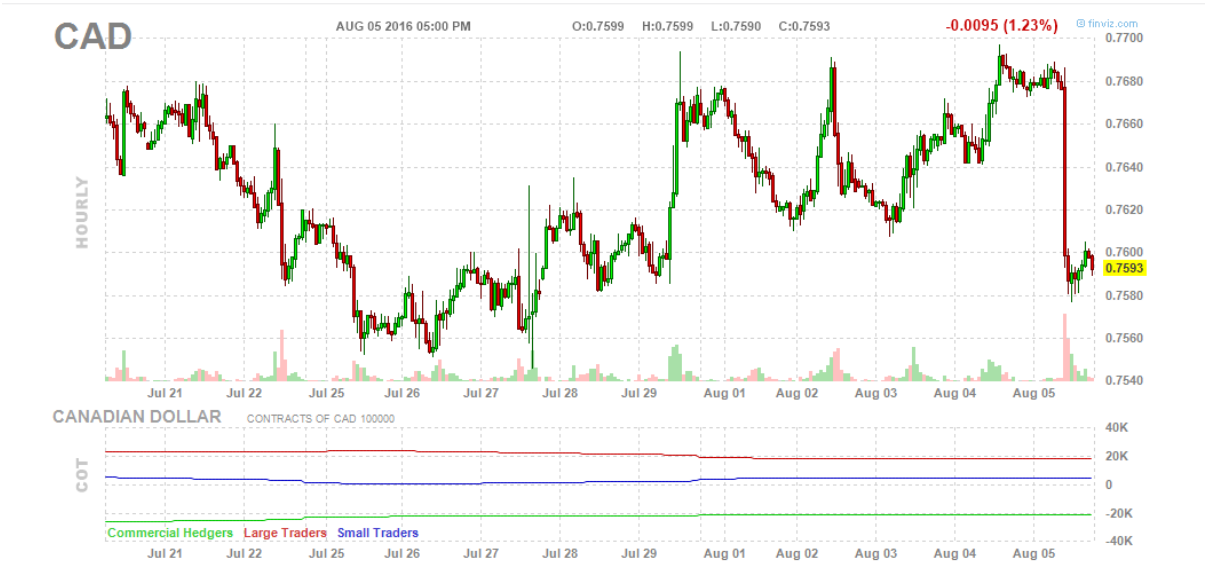 CAD AUG 05 2016 05:00 PM O:0.7599 H:0.7599 L:0.7590 C:0.7593 -0.0095 (1.23%) © finviz.com
0.7700
0.7680
0.7660
0.7640
0.7620
0.7600
0.7593
0.7580
0.7560
0.7540
HOURLY
Jul 21 Jul 22 Jul 25 Jul 26 Jul 27 Jul 28 Jul 29 Aug 01 Aug 02 Aug 03 Aug 04 Aug 05
CANADIAN DOLLAR CONTRACTS OF CAD 100000
40K
20K
0
-20K
-40K
COT
Commercial Hedgers Large Traders Small Traders
Jul 21 Jul 22 Jul 25 Jul 26 Jul 27 Jul 28 Jul 29 Aug 01 Aug 02 Aug 03 Aug 04 Aug 05